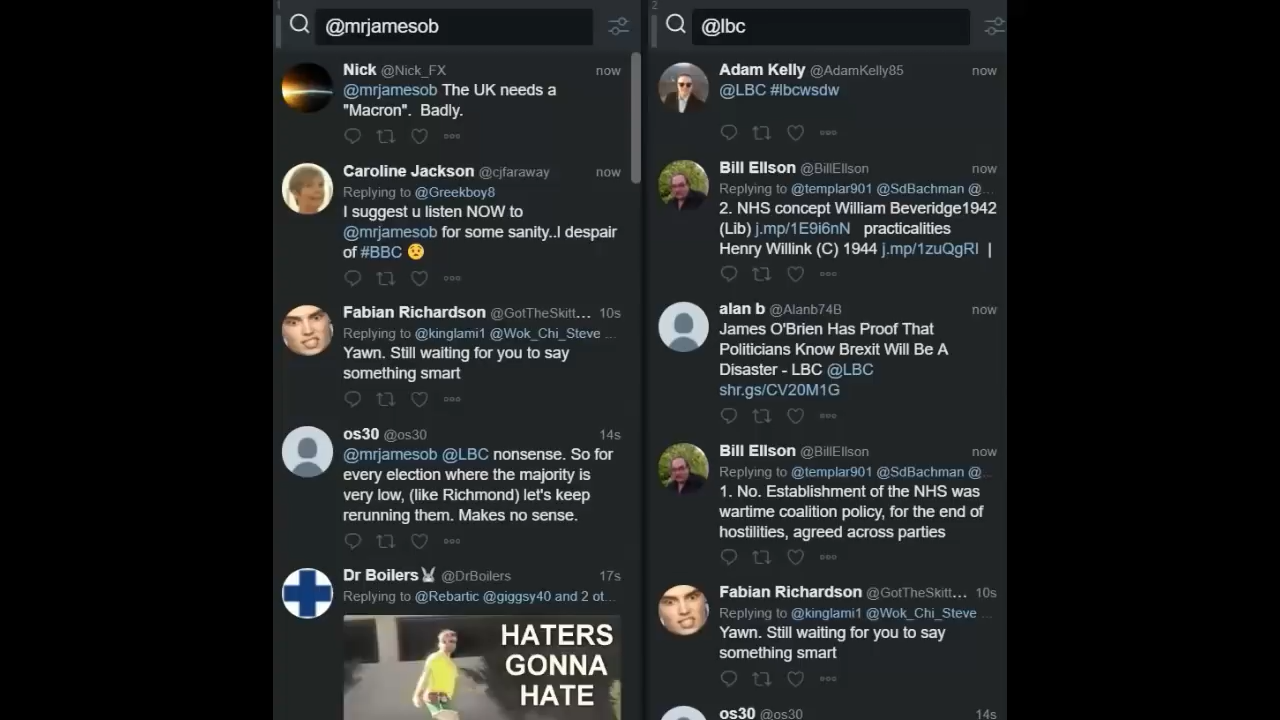 1
@mrjamesob
Nick @Nick_FX now
@mrjamesob The UK needs a
"Macron". Badly.
Caroline Jackson @cjfaraway now
Replying to @Greekboy8
I suggest u listen NOW to
@mrjamesob for some sanity..I despair
of #BBC 😟
Fabian Richardson @GotTheSkitt... 10s
Replying to @kinglami1 @Wok_Chi_Steve ...
Yawn. Still waiting for you to say
something smart
os30 @os30 14s
@mrjamesob @LBC nonsense. So for
every election where the majority is
very low, (like Richmond) let's keep
rerunning them. Makes no sense.
Dr Boilers🐰 @DrBoilers 17s
Replying to @Rebartic @giggsy40 and 2 ot...
HATERS
GONNA
HATE
2
@lbc
Adam Kelly @AdamKelly85 now
@LBC #lbcwsdw
Bill Ellson @BillEllson now
Replying to @templar901 @SdBachman @...
2. NHS concept William Beveridge1942
(Lib) j.mp/1E9i6nN practicalities
Henry Willink (C) 1944 j.mp/1zuQgRI |
alan b @Alanb74B now
James O'Brien Has Proof That
Politicians Know Brexit Will Be A
Disaster - LBC @LBC
shr.gs/CV20M1G
Bill Ellson @BillEllson now
Replying to @templar901 @SdBachman @...
1. No. Establishment of the NHS was
wartime coalition policy, for the end of
hostilities, agreed across parties
Fabian Richardson @GotTheSkitt... 10s
Replying to @kinglami1 @Wok_Chi_Steve ...
Yawn. Still waiting for you to say
something smart
os30 @os30 14s